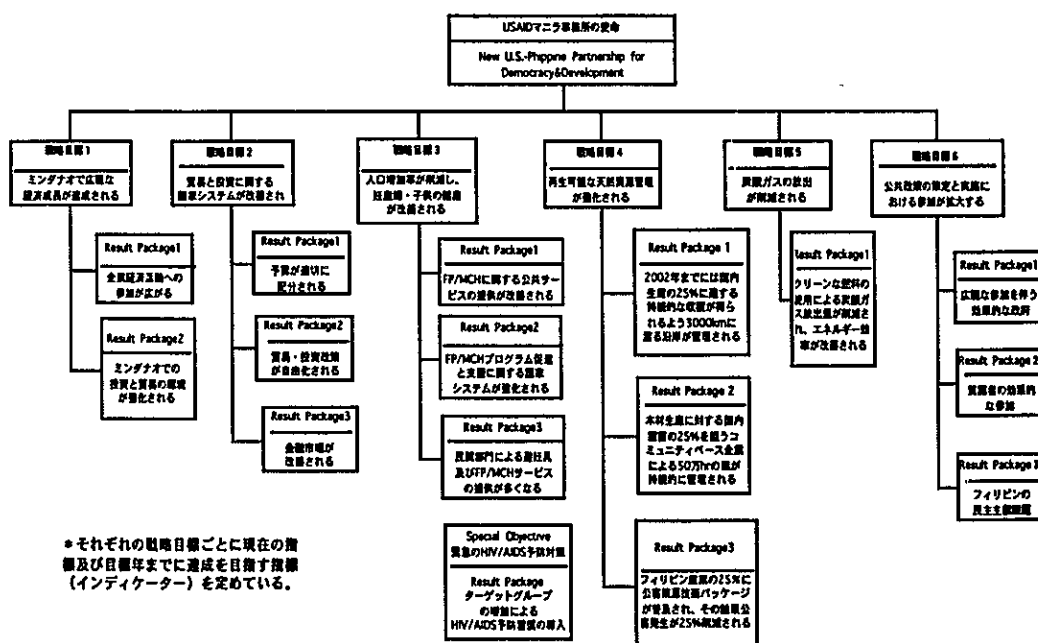 USAIDマニラ事務所の使命
New U.S.-Phippine Partnership for
Democracy&Development
戦略目標1
ミンダナオで広範な
経済成長が達成される
Result Package1
企業経済活動への
参加が広がる
Result Package2
ミンダナオでの
投資と貿易の環境
が強化される
戦略目標2
貿易と投資に関する
国家システムが改善され
Result Package1
予算が適切に
配分される
Result Package2
貿易・投資政策
が自由化される
Result Package3
金融市場が
改善される
戦略目標3
人口増加率が削減し、
妊産婦・子供の健康
が改善される
Result Package1
FP/MCHに関する公共サー
ビスの提供が改善される
Result Package2
FP/MCHプログラム促進
と支援に関する国家
システムが強化される
Result Package3
民間部門による避妊具
及びFP/MCHサービス
の提供が多くなる
Special Objective
緊急のHIV/AIDS予防対策
Result Package
ターゲットグループ
の増加による
HIV/AIDS予防習慣の導入
戦略目標4
再生可能な天然資源管理
が強化される
Result Package 1
2002年までには国内
生産の25%に達する
持続的な収穫が得ら
れるよう3000kmに
渡る沿岸が管理される
Result Package 2
木材生産に対する国内
需要の25%を賄うコ
ミュニティベース企業
による50万hrの森が
持続的に管理される
Result Package3
フィリピン産業の25%に
公害削減技術パッケージ
が普及され、その結果公
害発生が25%削減される
戦略目標5
炭酸ガスの放出
が削減される
Result Package1
クリーンな燃料の
使用による炭酸ガ
ス放出量が削減さ
れ、エネルギー効
率が改善される
戦略目標6
公共政策の策定と実施に
おける参加が拡大する
Result Package1
広範な参加を伴う
効果的な改革
Result Package2
貧困者の効果的
な参加
Result Package3
フィリピンの
民主主義課題
*それぞれの戦略目標ごとに現在の指
標及び目標年までに達成を目指す指標
(インディケーター)を定めている。